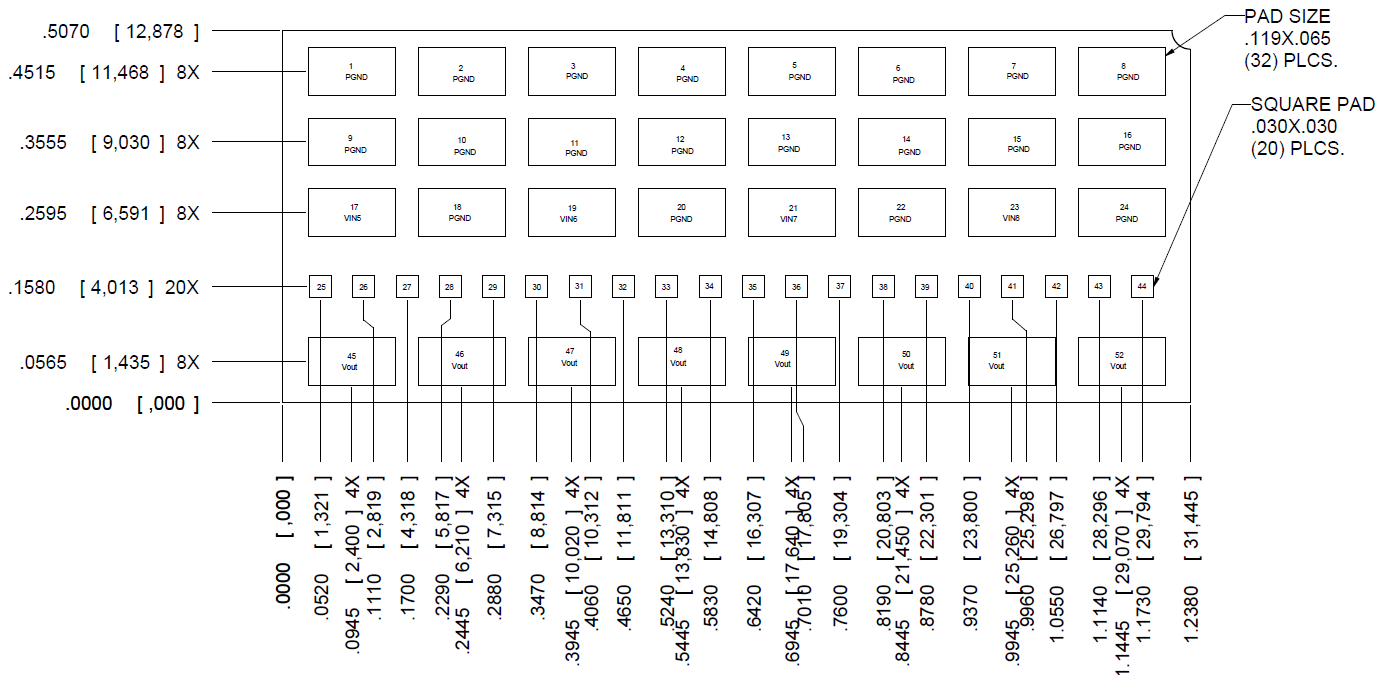 .5070 [ 12,878 ]
PAD SIZE
.119X.065
(32) PLCS.
.4515 [ 11,468 ] 8X
1
PGND
2
PGND
3
PGND
4
PGND
5
PGND
6
PGND
7
PGND
8
PGND
SQUARE PAD
.030X.030
(20) PLCS.
.3555 [ 9,030 ] 8X
9
PGND
10
PGND
11
PGND
12
PGND
13
PGND
14
PGND
15
PGND
16
PGND
.2595 [ 6,591 ] 8X
17
VIN5
18
PGND
19
VIN6
20
PGND
21
VIN7
22
PGND
23
VIN8
24
PGND
.1580 [ 4,013 ] 20X
25
26
27
28
29
30
31
32
33
34
35
36
37
38
39
40
41
42
43
44
.0565 [ 1,435 ] 8X
45
Vout
46
Vout
47
Vout
48
Vout
49
Vout
50
Vout
51
Vout
52
Vout
.0000 [ ,000 ]
.0000 [ ,000 ]
.0520 [ 1,321 ]
.0945 [ 2,400 ] 4X
.1110 [ 2,819 ]
.1700 [ 4,318 ]
.2290 [ 5,817 ]
.2445 [ 6,210 ] 4X
.2880 [ 7,315 ]
.3470 [ 8,814 ]
.3945 [ 10,020 ] 4X
.4060 [ 10,312 ]
.4650 [ 11,811 ]
.5240 [ 13,310 ]
.5445 [ 13,830 ] 4X
.5830 [ 14,808 ]
.6420 [ 16,307 ]
.6945 [ 17,640 ] 4X
.7010 [ 17,805 ]
.7600 [ 19,304 ]
.8190 [ 20,803 ]
.8445 [ 21,450 ] 4X
.8780 [ 22,301 ]
.9370 [ 23,800 ]
.9945 [ 25,260 ] 4X
.9960 [ 25,298 ]
1.0550 [ 26,797 ]
1.1140 [ 28,296 ]
1.1445 [ 29,070 ] 4X
1.1730 [ 29,794 ]
1.2380 [ 31,445 ]